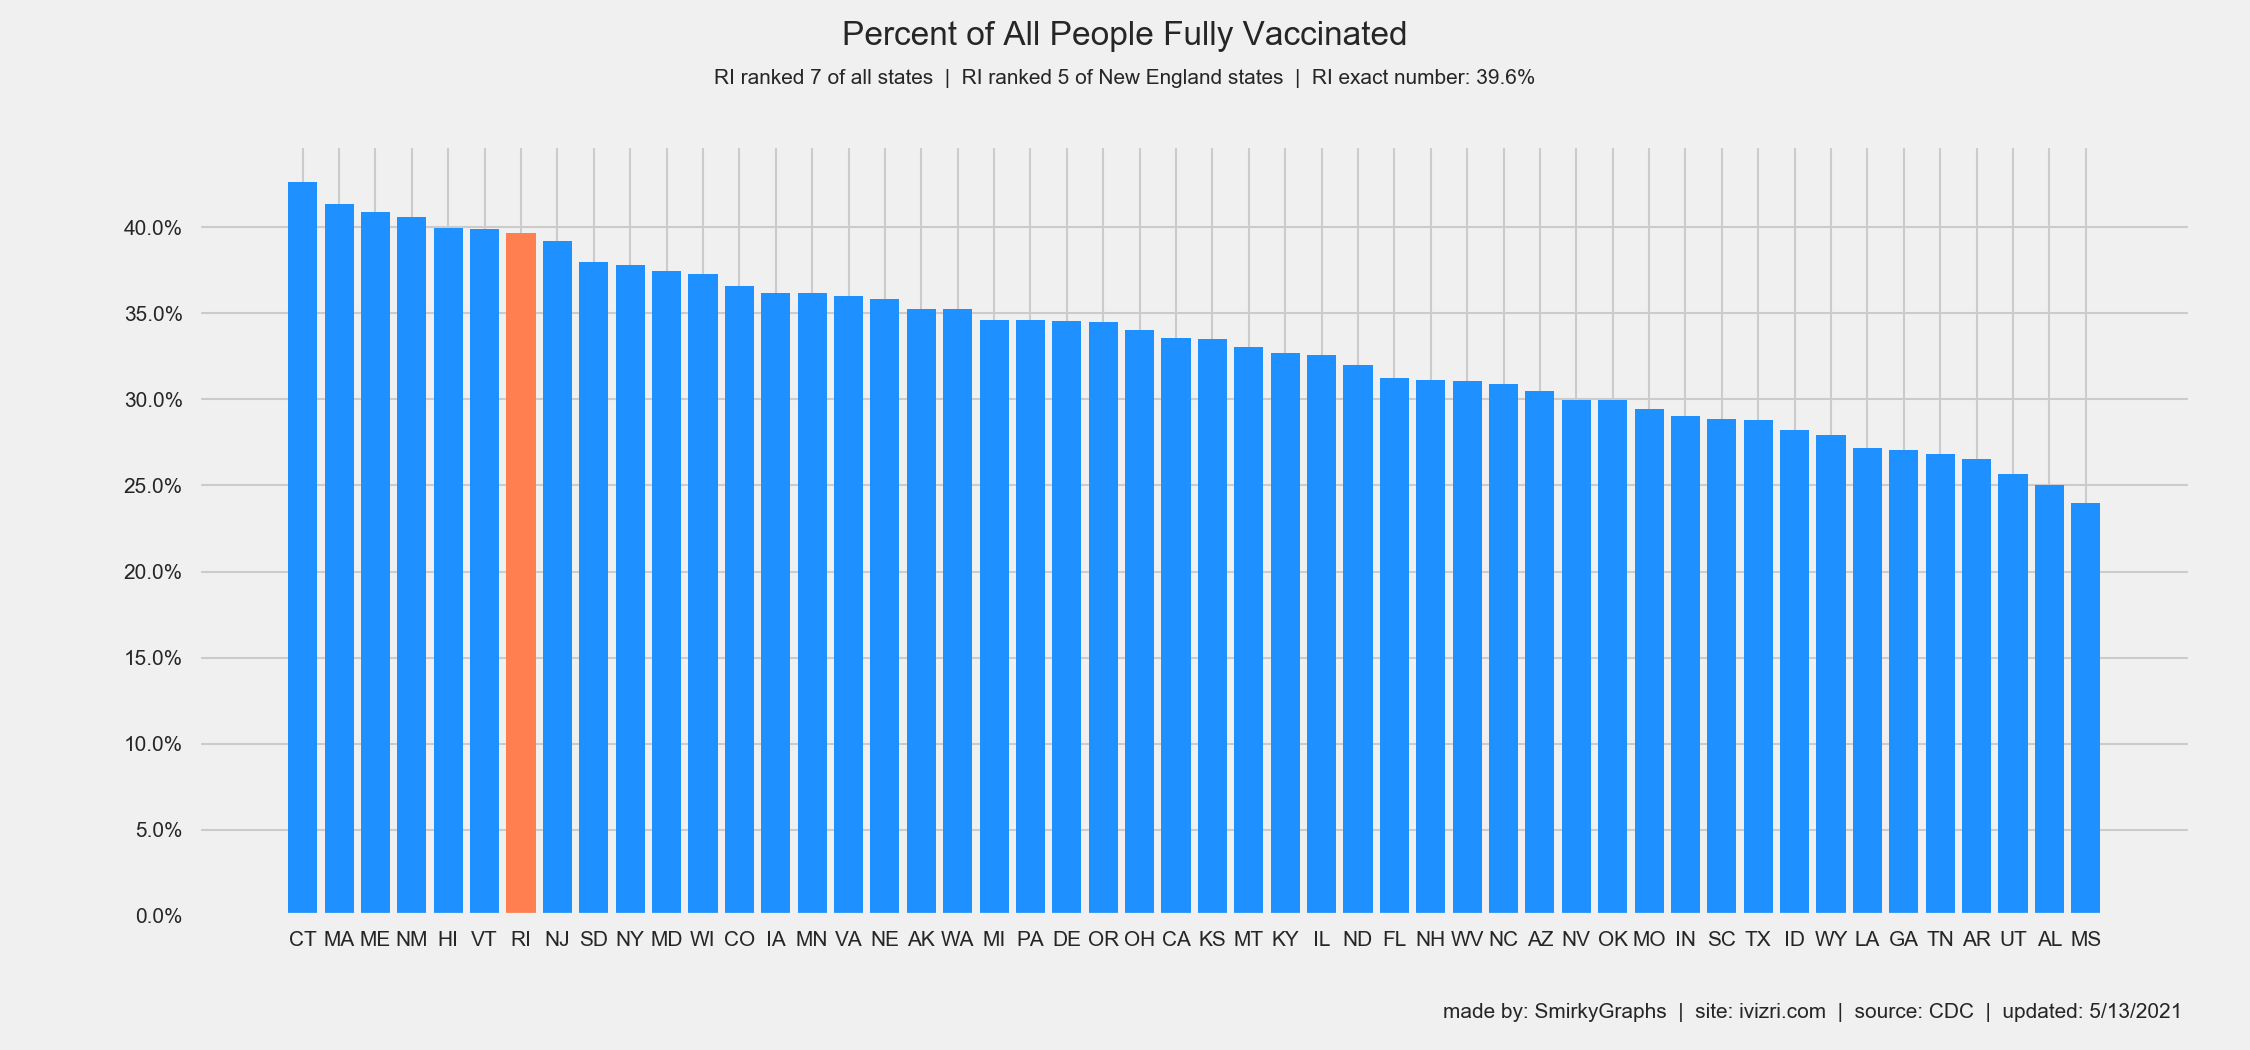 Percent of All People Fully Vaccinated
RI ranked 7 of all states | RI ranked 5 of New England states | RI exact number: 39.6%
40.0%
35.0%
30.0%
25.0%
20.0%
15.0%
10.0%
5.0%
0.0%
CT MA ME NM HI VT RI NJ SD NY MD WI CO IA MN VA NE AK WA MI PA DE OR OH CA KS MT KY IL ND FL NH WV NC AZ NV OK MO IN SC TX ID WY LA GA TN AR UT AL MS
made by: SmirkyGraphs | site: ivizri.com | source: CDC | updated: 5/13/2021